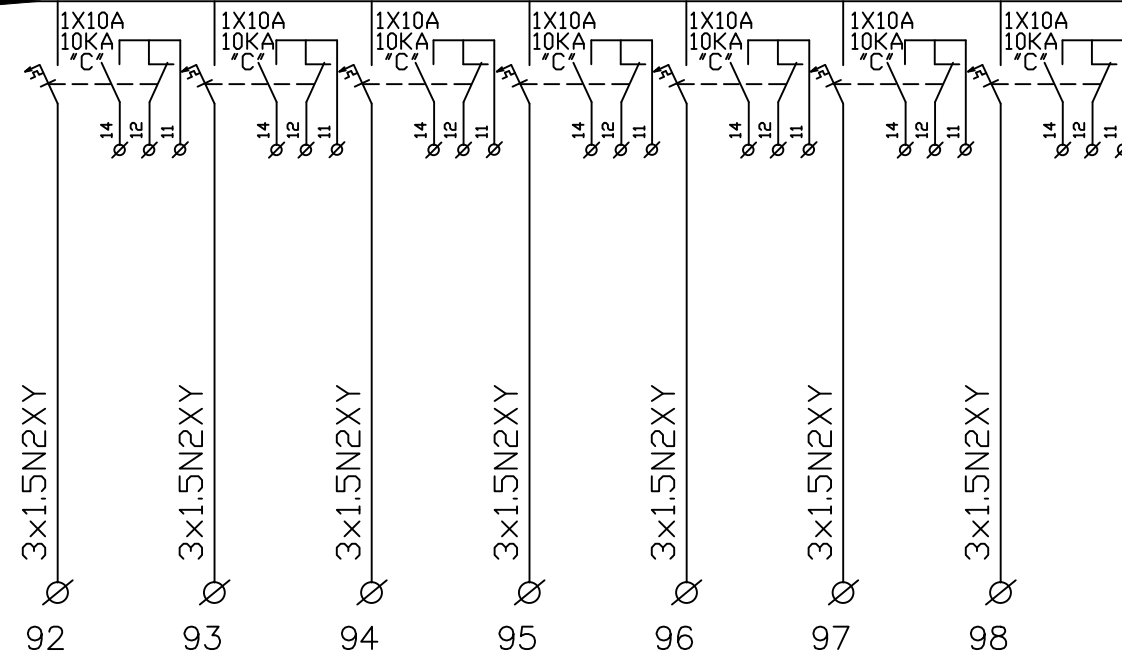 1X10A 1X10A 1X10A 1X10A 1X10A 1X10A 1X10A
10KA 10KA 10KA 10KA 10KA 10KA 10KA
"C" "C" "C" "C" "C" "C" "C"
14 12 11 14 12 11 14 12 11 14 12 11 14 12 11 14 12 11 14 12 11
3x1.5N2XY 3x1.5N2XY 3x1.5N2XY 3x1.5N2XY 3x1.5N2XY 3x1.5N2XY 3x1.5N2XY
92 93 94 95 96 97 98